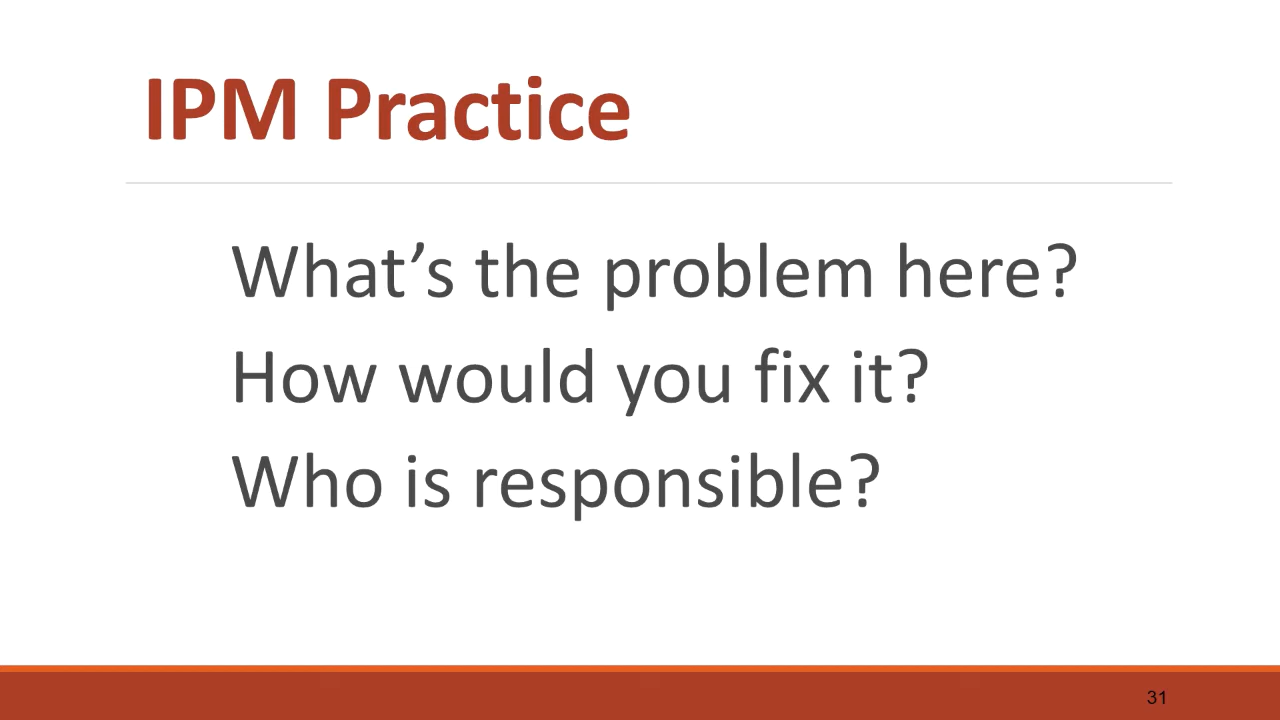 IPM Practice
What’s the problem here?
How would you fix it?
Who is responsible?
31